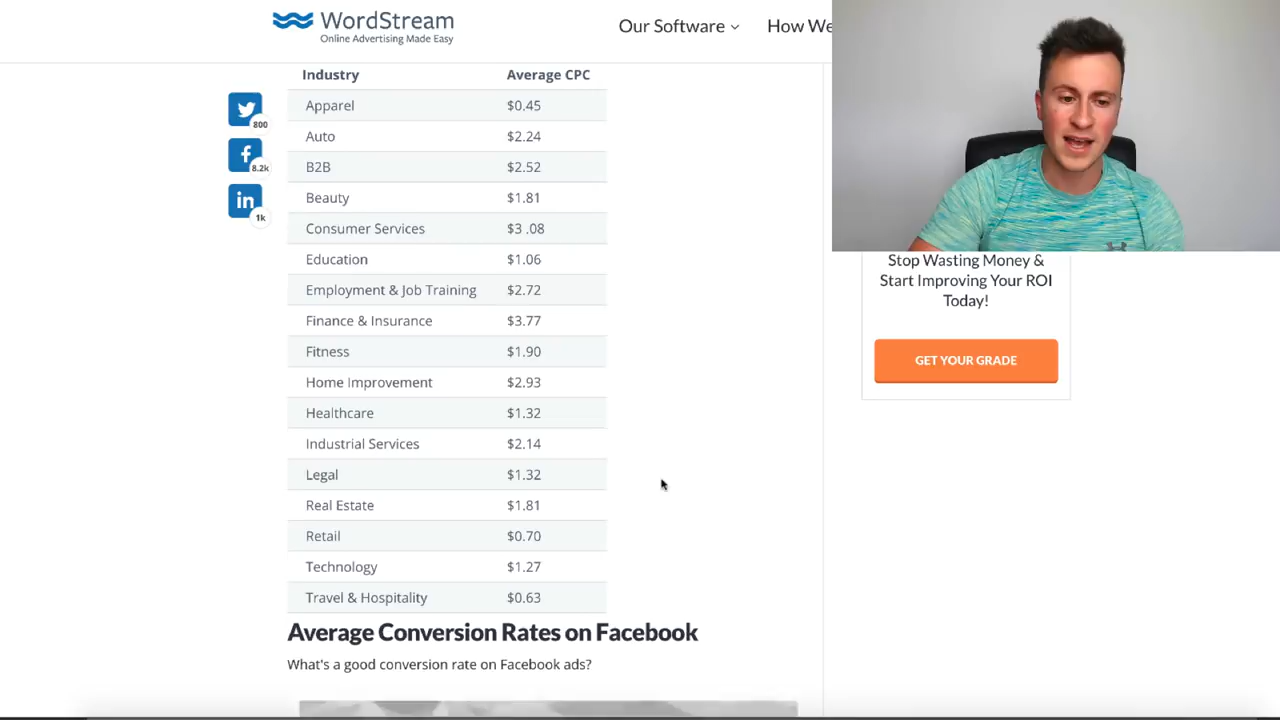 WordStream
Online Advertising Made Easy
Our Software
How We
Industry Average CPC
Apparel $0.45
Auto $2.24
B2B $2.52
Beauty $1.81
Consumer Services $3 .08
Education $1.06
Employment & Job Training $2.72
Finance & Insurance $3.77
Fitness $1.90
Home Improvement $2.93
Healthcare $1.32
Industrial Services $2.14
Legal $1.32
Real Estate $1.81
Retail $0.70
Technology $1.27
Travel & Hospitality $0.63
Average Conversion Rates on Facebook
What's a good conversion rate on Facebook ads?
800
f
8.2k
in
1k
Stop Wasting Money &
Start Improving Your ROI
Today!
GET YOUR GRADE